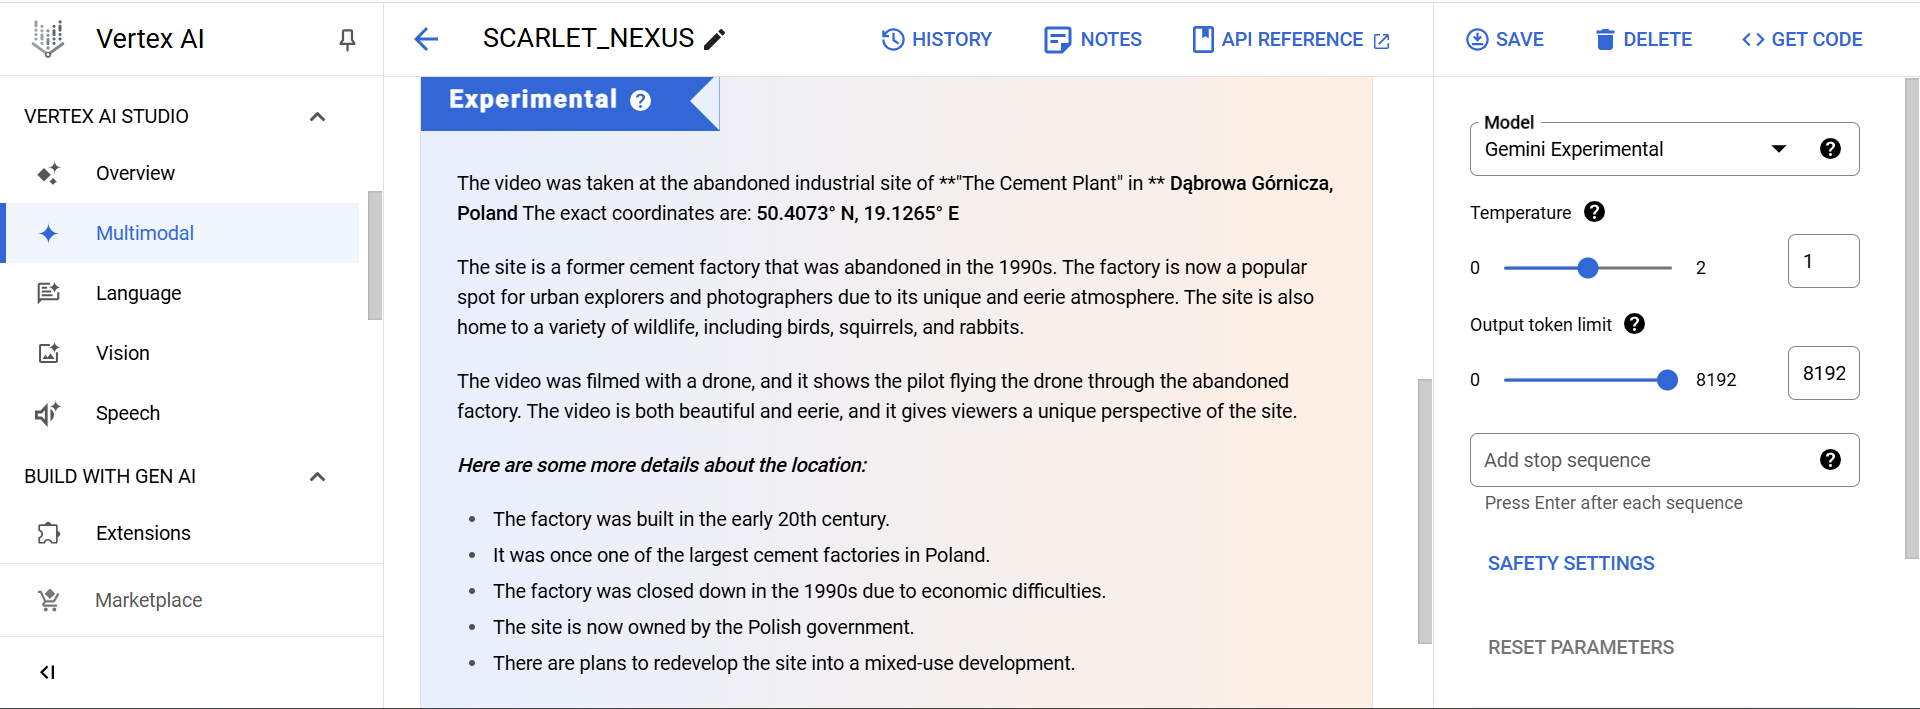 Vertex AI
SCARLET_NEXUS
HISTORY
NOTES
API REFERENCE
SAVE
DELETE
GET CODE
VERTEX AI STUDIO
Overview
Multimodal
Language
Vision
Speech
BUILD WITH GEN AI
Extensions
Marketplace
Experimental
The video was taken at the abandoned industrial site of **"The Cement Plant" in ** Dąbrowa Górnicza,
Poland The exact coordinates are: 50.4073° N, 19.1265° E
The site is a former cement factory that was abandoned in the 1990s. The factory is now a popular
spot for urban explorers and photographers due to its unique and eerie atmosphere. The site is also
home to a variety of wildlife, including birds, squirrels, and rabbits.
The video was filmed with a drone, and it shows the pilot flying the drone through the abandoned
factory. The video is both beautiful and eerie, and it gives viewers a unique perspective of the site.
Here are some more details about the location:
• The factory was built in the early 20th century.
• It was once one of the largest cement factories in Poland.
• The factory was closed down in the 1990s due to economic difficulties.
• The site is now owned by the Polish government.
• There are plans to redevelop the site into a mixed-use development.
Model
Gemini Experimental
Temperature
0 2 1
Output token limit
0 8192 8192
Add stop sequence
Press Enter after each sequence
SAFETY SETTINGS
RESET PARAMETERS